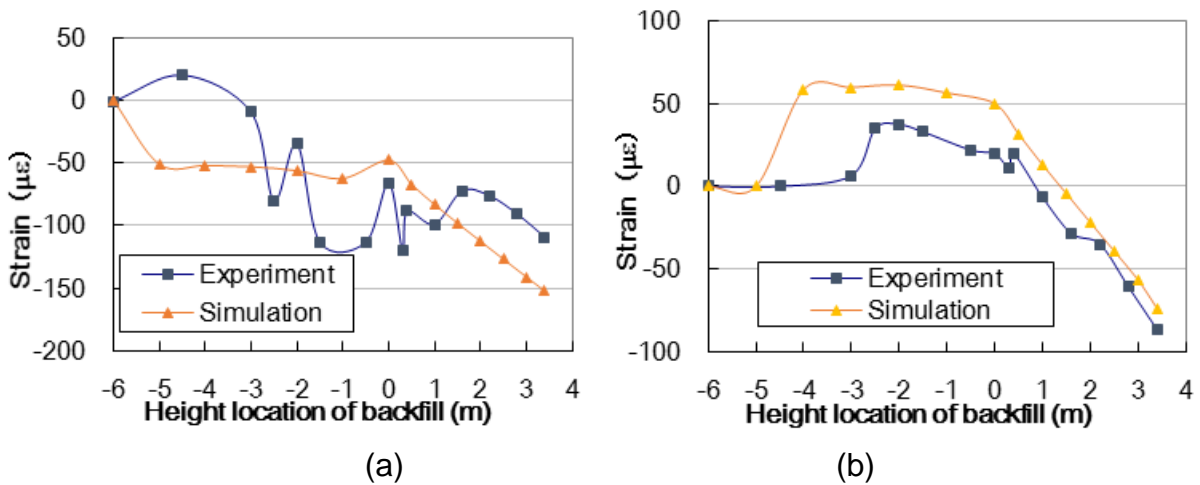 50
0
-50
-100
-150
-200
Strain (με)
Experiment
Simulation
-6 -5 -4 -3 -2 -1 0 1 2 3 4
Height location of backfill (m)
(a)
100
50
0
-50
-100
Strain (με)
Experiment
Simulation
-6 -5 -4 -3 -2 -1 0 1 2 3 4
Height location of backfill (m)
(b)